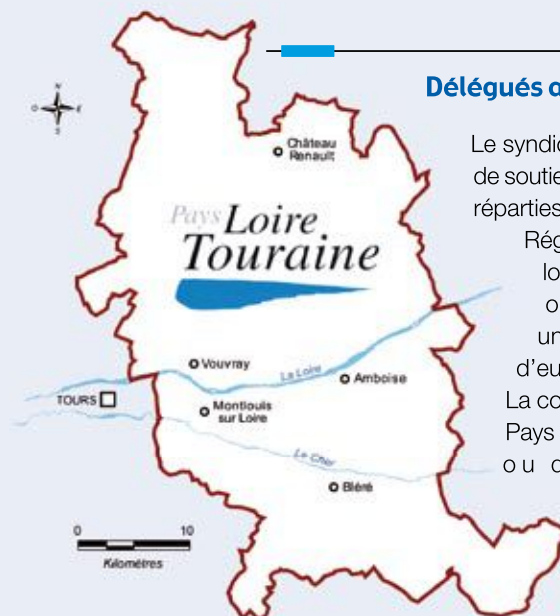 N
O E
S
Château
Renault
Pays Loire
Touraine
Vouvray
La Loire
Amboise
TOURS
Montlouis
sur Loire
Le Cher
Bléré
0 10
Kilomètres
Délégués
Le syndic
de soutie
réparties
Rég
lo
o
un
d'eu
La co
Pays
ou d